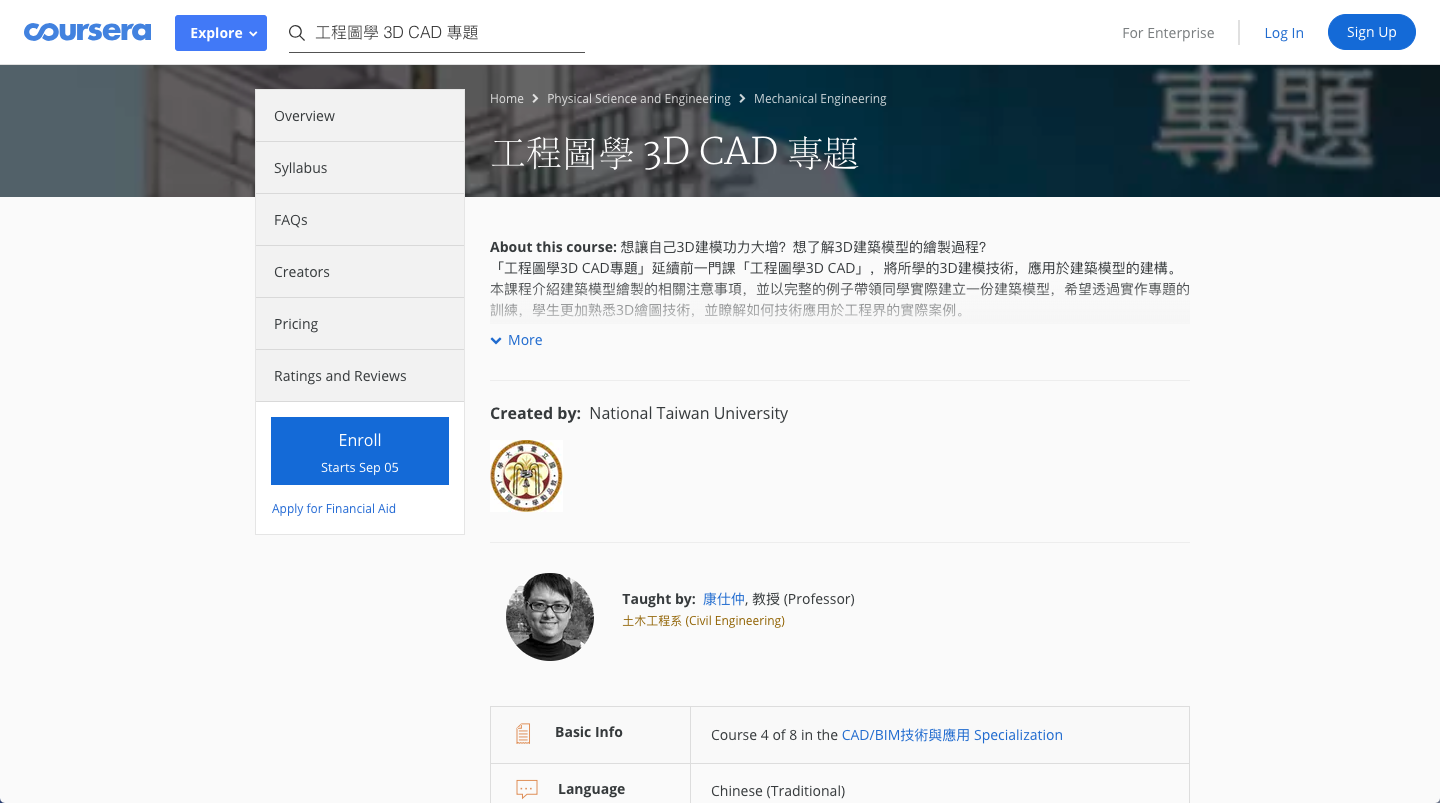 coursera
Explore
工程圖學 3D CAD 專題
For Enterprise
Log In
Sign Up
專題
Home
Physical Science and Engineering
Mechanical Engineering
工程圖學 3D CAD 專題
Overview
Syllabus
FAQs
Creators
Pricing
Ratings and Reviews
Enroll
Starts Sep 05
Apply for Financial Aid
About this course: 想讓自己3D建模功力大增？想了解3D建築模型的繪製過程？
「工程圖學3D CAD專題」延續前一門課「工程圖學3D CAD」，將所學的3D建模技術，應用於建築模型的建構。
本課程介紹建築模型繪製的相關注意事項，並以完整的例子帶領同學實際建立一份建築模型，希望透過實作專題的
訓練，學生更加熟悉3D繪圖技術，並瞭解如何技術應用於工程界的實際案例。
More
Created by: National Taiwan University
Taught by: 康仕仲, 教授 (Professor)
土木工程系 (Civil Engineering)
Basic Info
Course 4 of 8 in the CAD/BIM技術與應用 Specialization
Language
Chinese (Traditional)